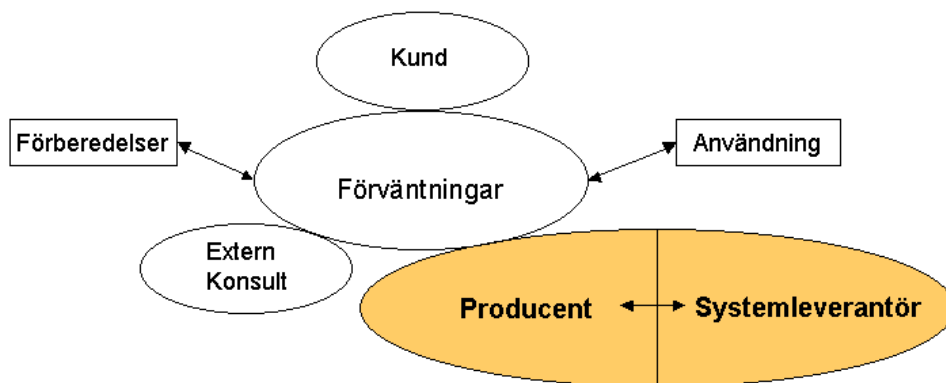 Kund
Förberedelser
Användning
Förväntningar
Extern
Konsult
Producent
Systemleverantör